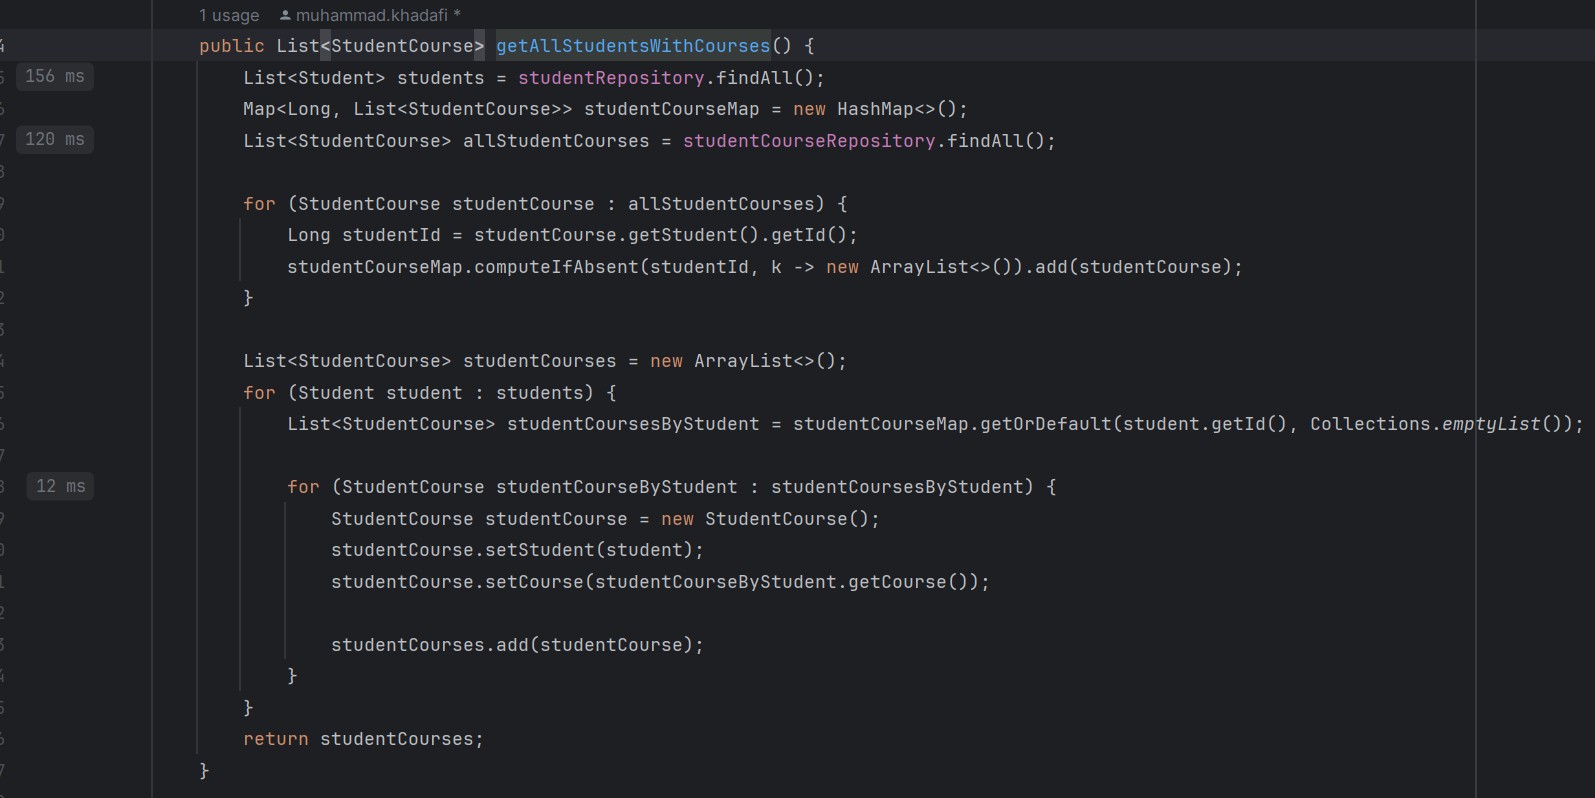 1 usage muhammad.khadafi *
public List<StudentCourse> getAllStudentsWithCourses() {
156 ms List<Student> students = studentRepository.findAll();
Map<Long, List<StudentCourse>> studentCourseMap = new HashMap<>();
120 ms List<StudentCourse> allStudentCourses = studentCourseRepository.findAll();
for (StudentCourse studentCourse : allStudentCourses) {
Long studentId = studentCourse.getStudent().getId();
studentCourseMap.computeIfAbsent(studentId, k -> new ArrayList<>()).add(studentCourse);
}
List<StudentCourse> studentCourses = new ArrayList<>();
for (Student student : students) {
List<StudentCourse> studentCoursesByStudent = studentCourseMap.getOrDefault(student.getId(), Collections.emptyList());
12 ms for (StudentCourse studentCourseByStudent : studentCoursesByStudent) {
StudentCourse studentCourse = new StudentCourse();
studentCourse.setStudent(student);
studentCourse.setCourse(studentCourseByStudent.getCourse());
studentCourses.add(studentCourse);
}
}
return studentCourses;
}